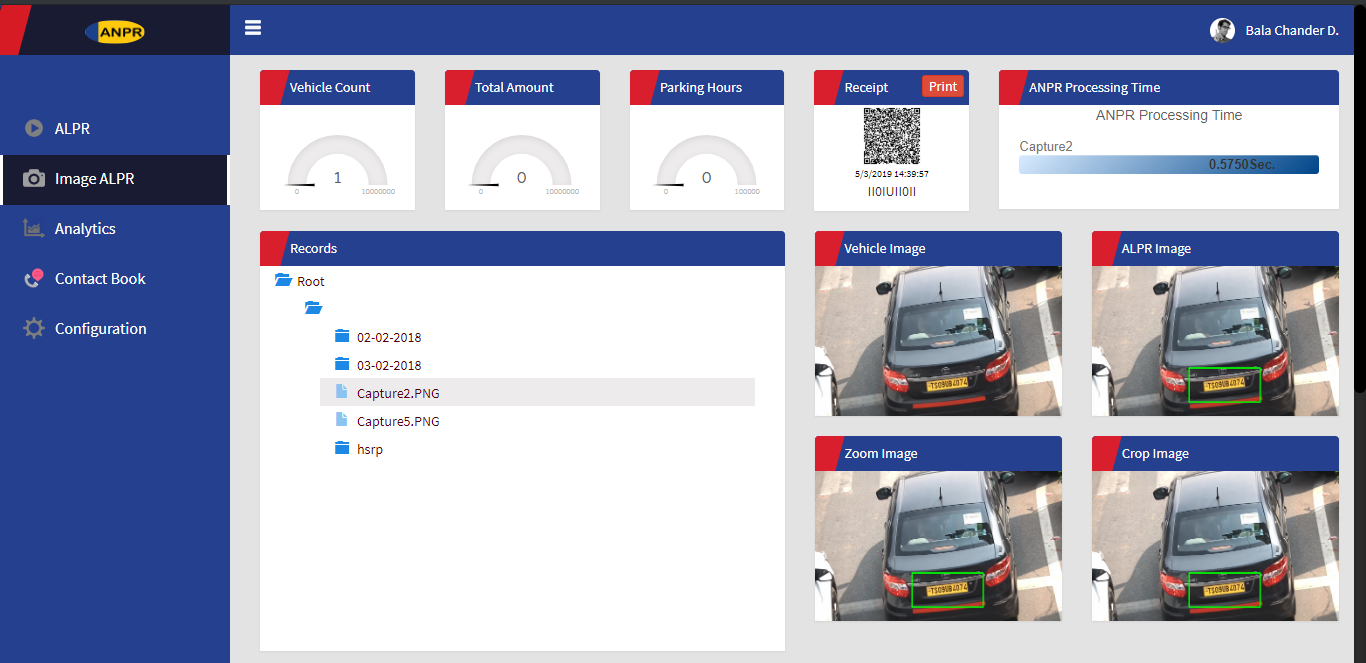 ANPR
Bala Chander D.
ALPR
Image ALPR
Analytics
Contact Book
Configuration
Vehicle Count
1
0
10000000
Total Amount
0
0
10000000
Parking Hours
0
0
100000
Receipt
Print
5/3/2019 14:39:57
II0IUII0II
ANPR Processing Time
ANPR Processing Time
Capture2
0.5750Sec.
Records
Root
02-02-2018
03-02-2018
Capture2.PNG
Capture5.PNG
hsrp
Vehicle Image
TS09UB4074
ALPR Image
TS09UB4074
Zoom Image
TS09UB4074
Crop Image
TS09UB4074